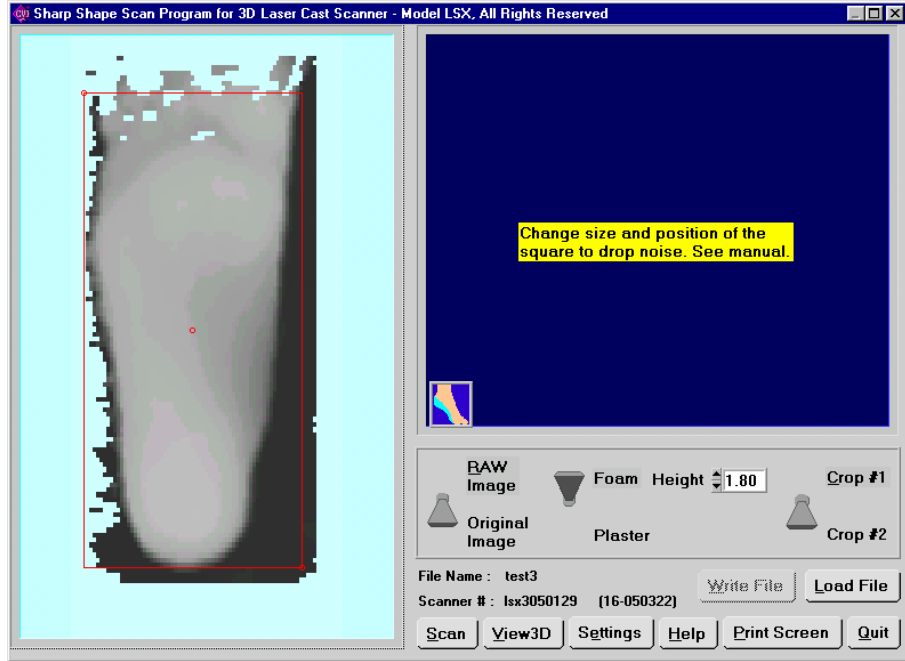 Sharp Shape Scan Program for 3D Laser Cast Scanner - Model LSX, All Rights Reserved
Change size and position of the
square to drop noise. See manual.
RAW
Image
Original
Image
Foam
Plaster
Height 1.80
Crop #1
Crop #2
File Name : test3
Scanner # : lsx3050129 (16-050322)
Write File
Load File
Scan
View3D
Settings
Help
Print Screen
Quit